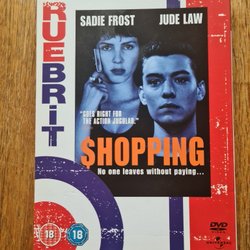 TRUEBRIT
SADIE FROST JUDE LAW
"GOES RIGHT FOR
THE ACTION JUGULAR."
$HOPPING
No one leaves without paying...
18 18
DVD